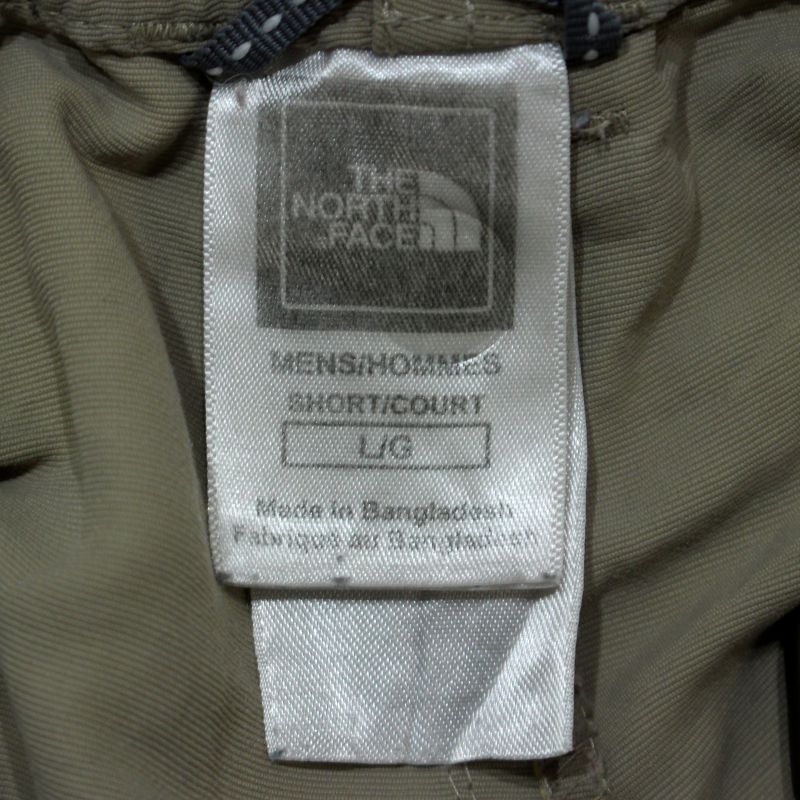 THE
NORTH
FACE
MENS/HOMMES
SHORT/COURT
L/G
Made in Bangladesh
Fabriqué au Bangladesh